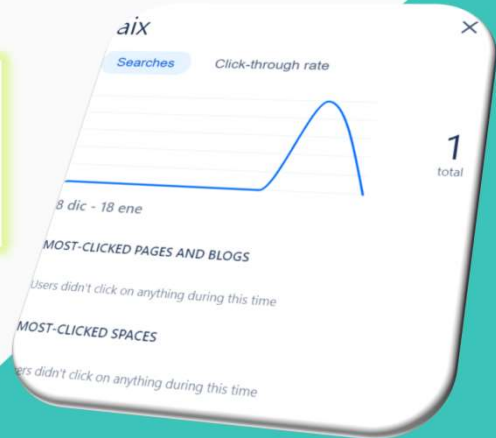 aix
Searches Click-through rate
1
total
8 dic - 18 ene
MOST-CLICKED PAGES AND BLOGS
Users didn't click on anything during this time
MOST-CLICKED SPACES
ers didn't click on anything during this time